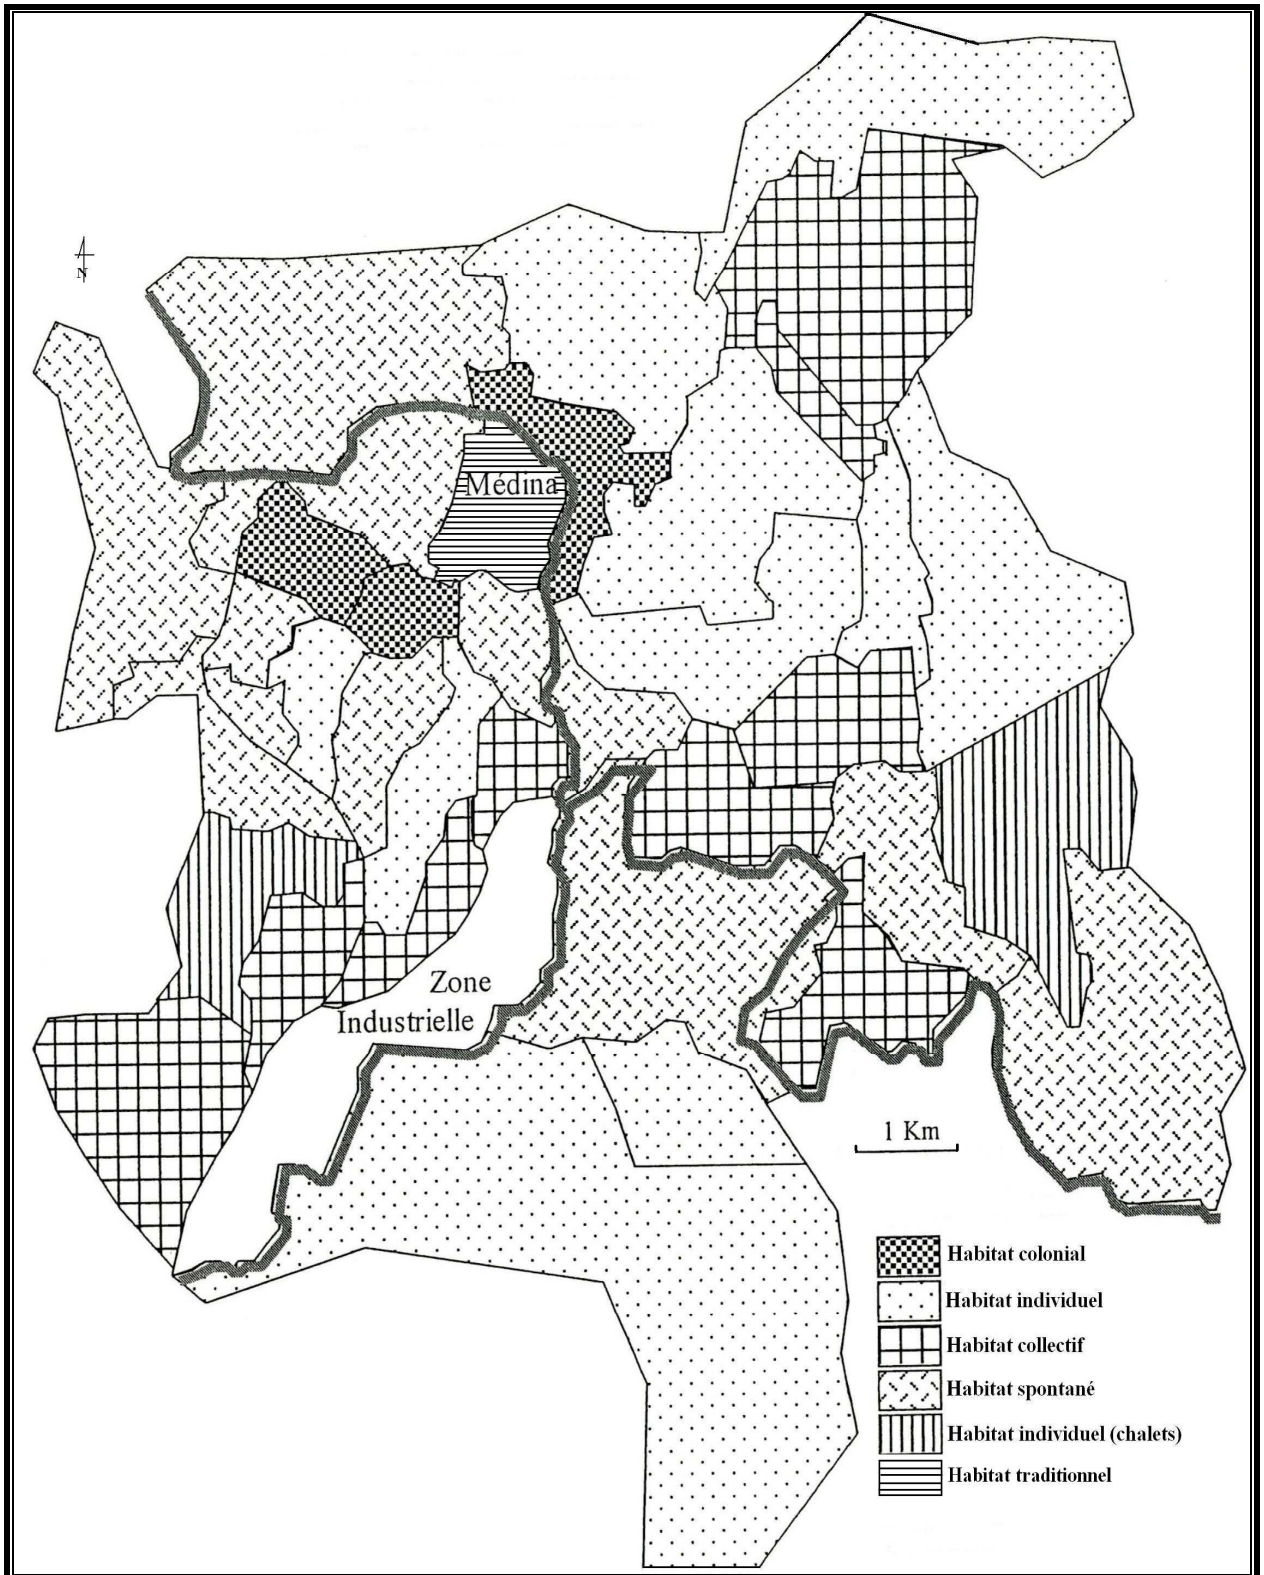 N
Médina
Zone
Industrielle
1 Km
Habitat colonial
Habitat individuel
Habitat collectif
Habitat spontané
Habitat individuel (chalets)
Habitat traditionnel